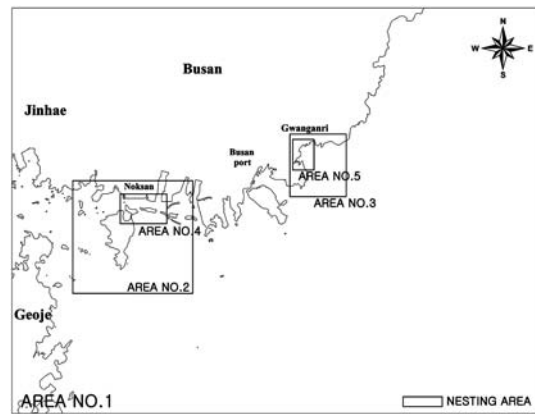 N
W E
S
Busan
Jinhae
Gwanganri
Busan
port
AREA NO.5
AREA NO.3
Noksan
AREA NO.4
AREA NO.2
Geoje
AREA NO.1
NESTING AREA